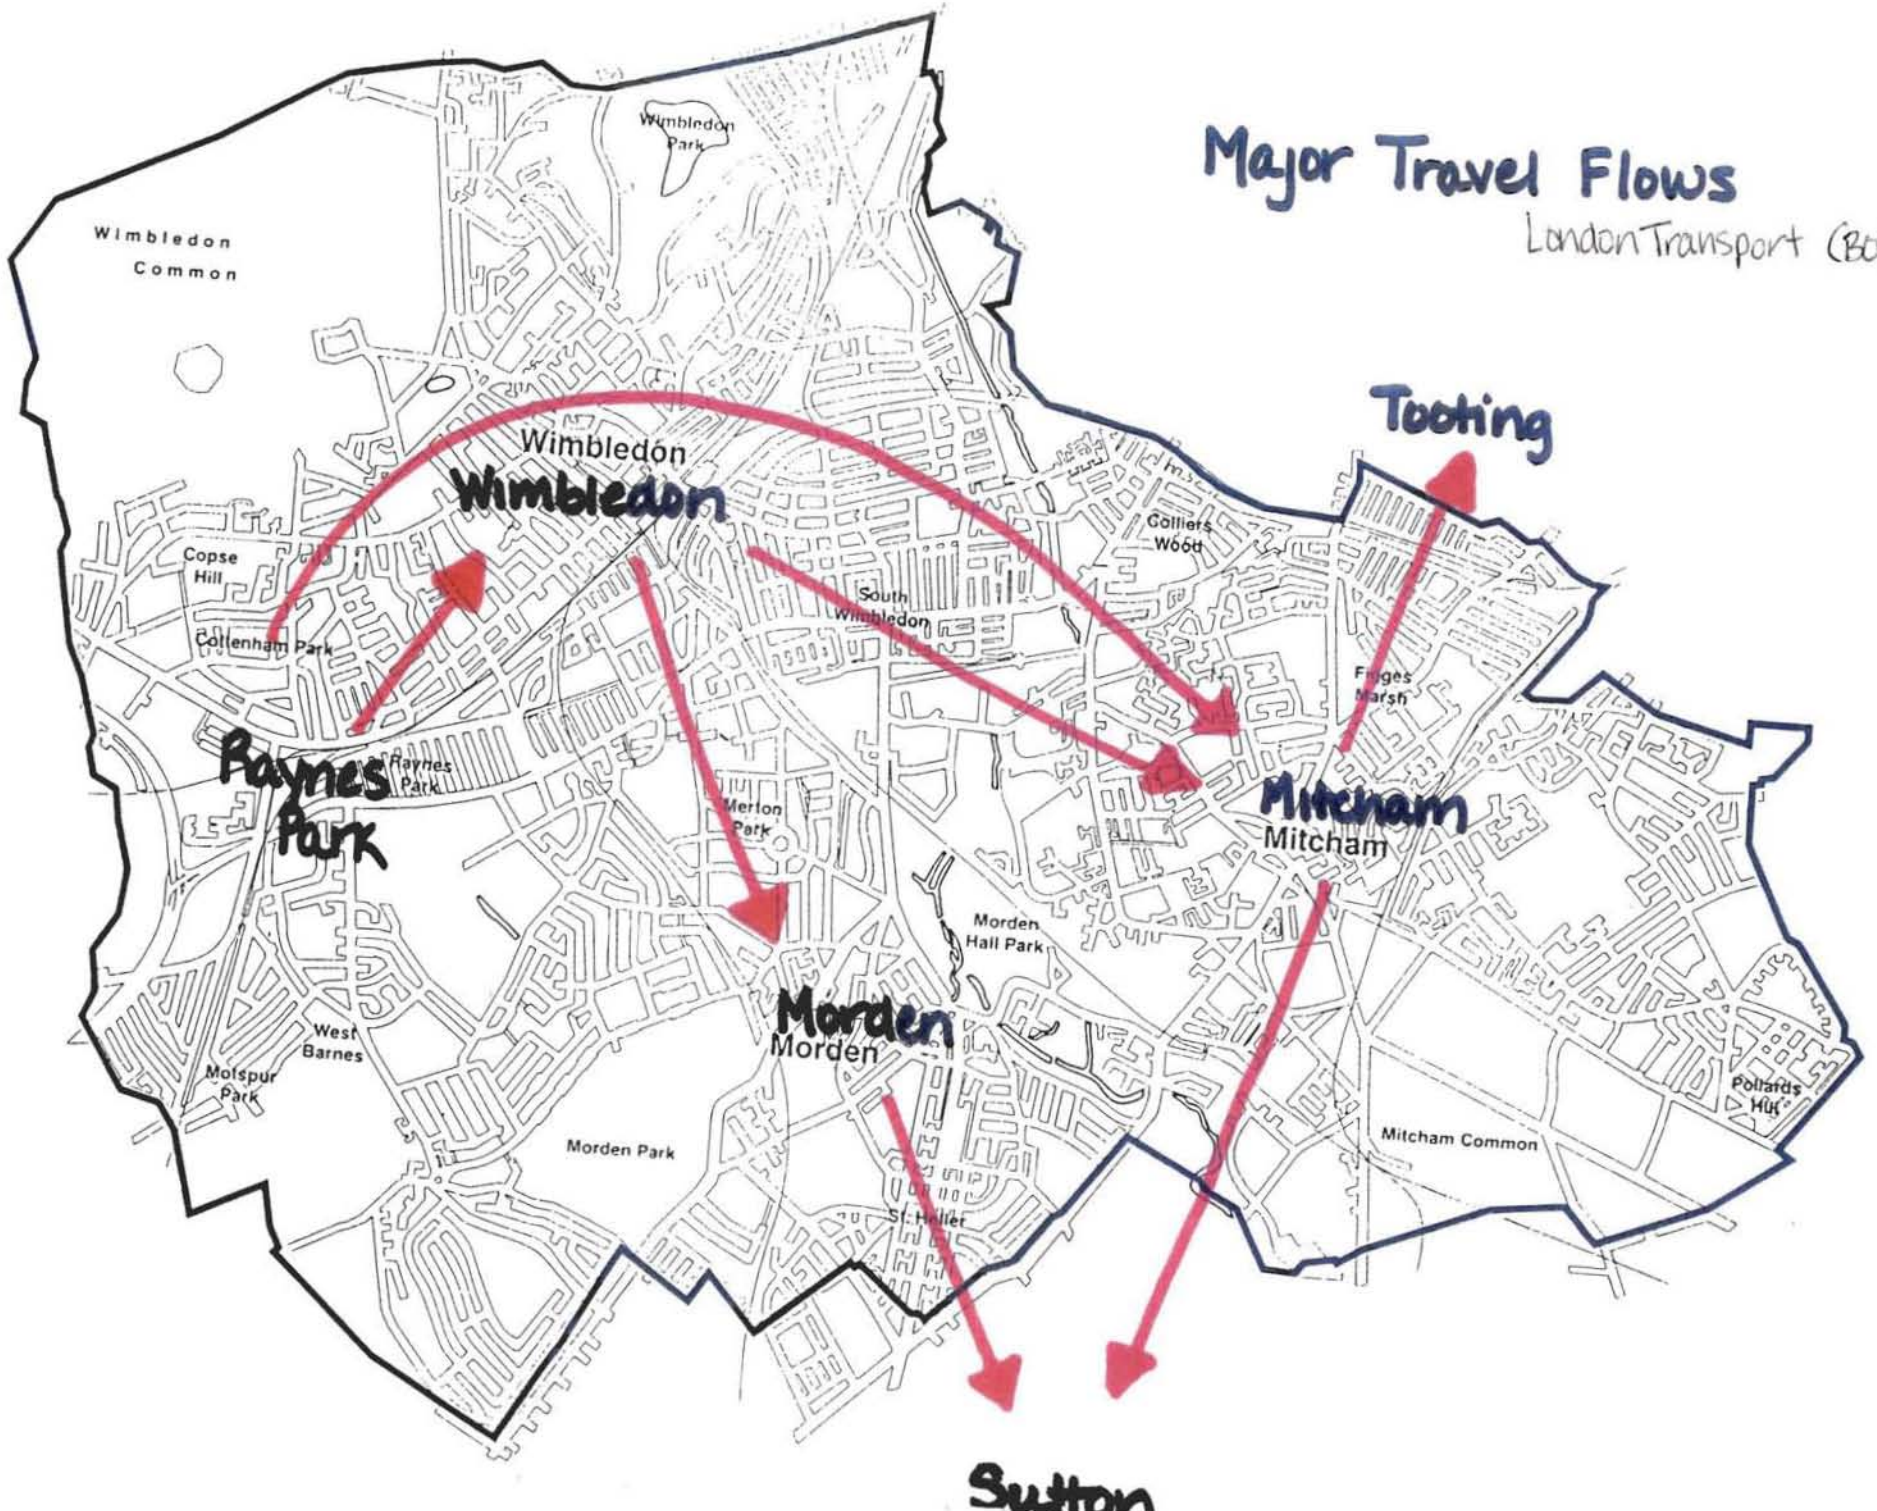 Major Travel Flows
London Transport
Wimbledon
Park
Wimbledon
Common
Tooting
Wimbledon
Wimbledon
Colliers
Wood
Copse
Hill
South
Wimbledon
Cottenham Park
Figges
Marsh
Raynes
Park
Raynes
Park
Merton
Park
Mitcham
Mitcham
Morden
Hall Park
Morden
Morden
West
Barnes
Motspur
Park
Pollards
Hill
Mitcham Common
Morden Park
St. Helier
Sutton